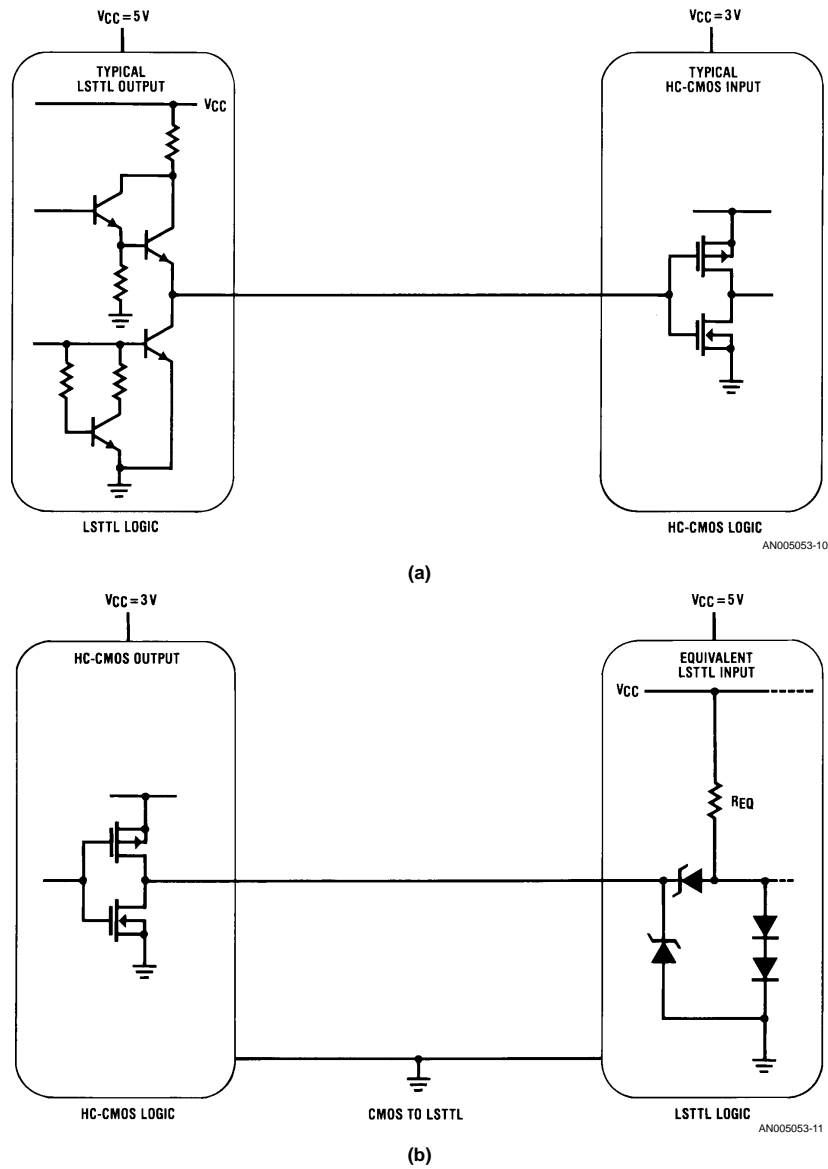 VCC=5V
VCC=3V
TYPICAL
LSTTL OUTPUT
TYPICAL
HC-CMOS INPUT
VCC
LSTTL LOGIC
HC-CMOS LOGIC
AN005053-10
(a)
VCC=3V
VCC=5V
HC-CMOS OUTPUT
EQUIVALENT
LSTTL INPUT
VCC
REQ
HC-CMOS LOGIC
CMOS TO LSTTL
LSTTL LOGIC
AN005053-11
(b)